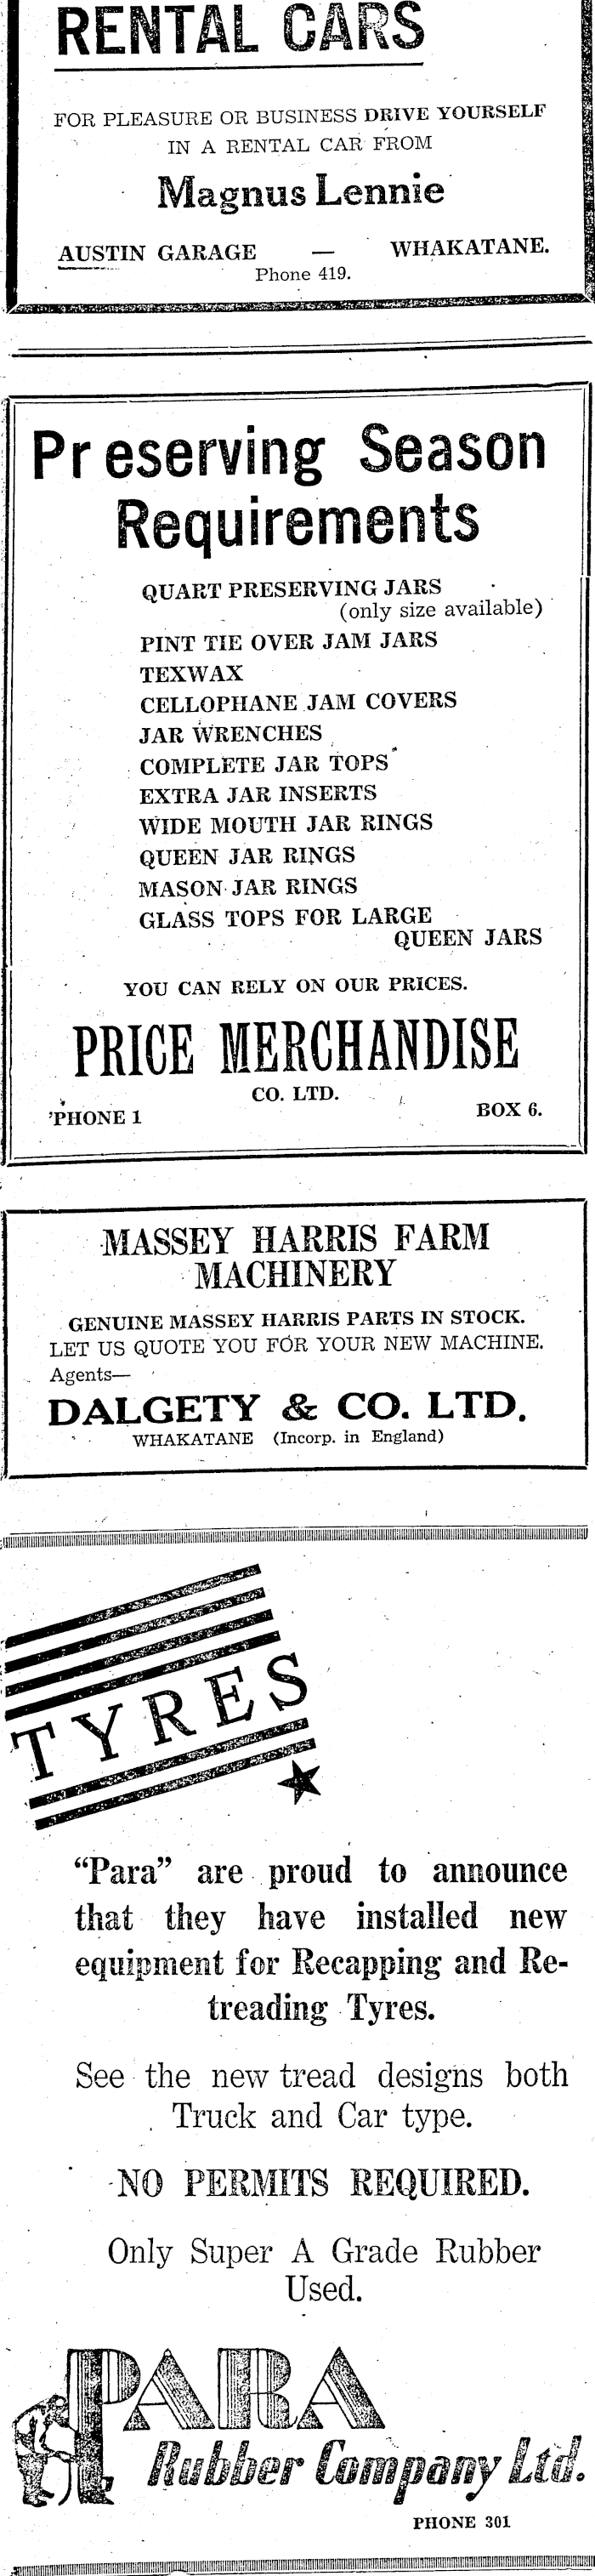 RENTAL CARS
FOR PLEASURE OR BUSINESS DRIVE YOURSELF
IN A RENTAL CAR FROM
Magnus Lennie
AUSTIN GARAGE — WHAKATANE.
Phone 419.
Preserving Season
Requirements
QUART PRESERVING JARS
(only size available)
PINT TIE OVER JAM JARS
TEXWAX
CELLOPHANE JAM COVERS
JAR WRENCHES
COMPLETE JAR TOPS
EXTRA JAR INSERTS
WIDE MOUTH JAR RINGS
QUEEN JAR RINGS
MASON JAR RINGS
GLASS TOPS FOR LARGE
QUEEN JARS
YOU CAN RELY ON OUR PRICES.
PRICE MERCHANDISE
CO. LTD.
'PHONE 1 BOX 6.
MASSEY HARRIS FARM
MACHINERY
GENUINE MASSEY HARRIS PARTS IN STOCK.
LET US QUOTE YOU FOR YOUR NEW MACHINE.
Agents—
DALGETY & CO. LTD.
WHAKATANE (Incorp. in England)
TYRES
"Para" are proud to announce
that they have installed new
equipment for Recapping and Re-
treading Tyres.
See the new tread designs both
Truck and Car type.
NO PERMITS REQUIRED.
Only Super A Grade Rubber
Used.
PARA
Rubber Company Ltd.
PHONE 301